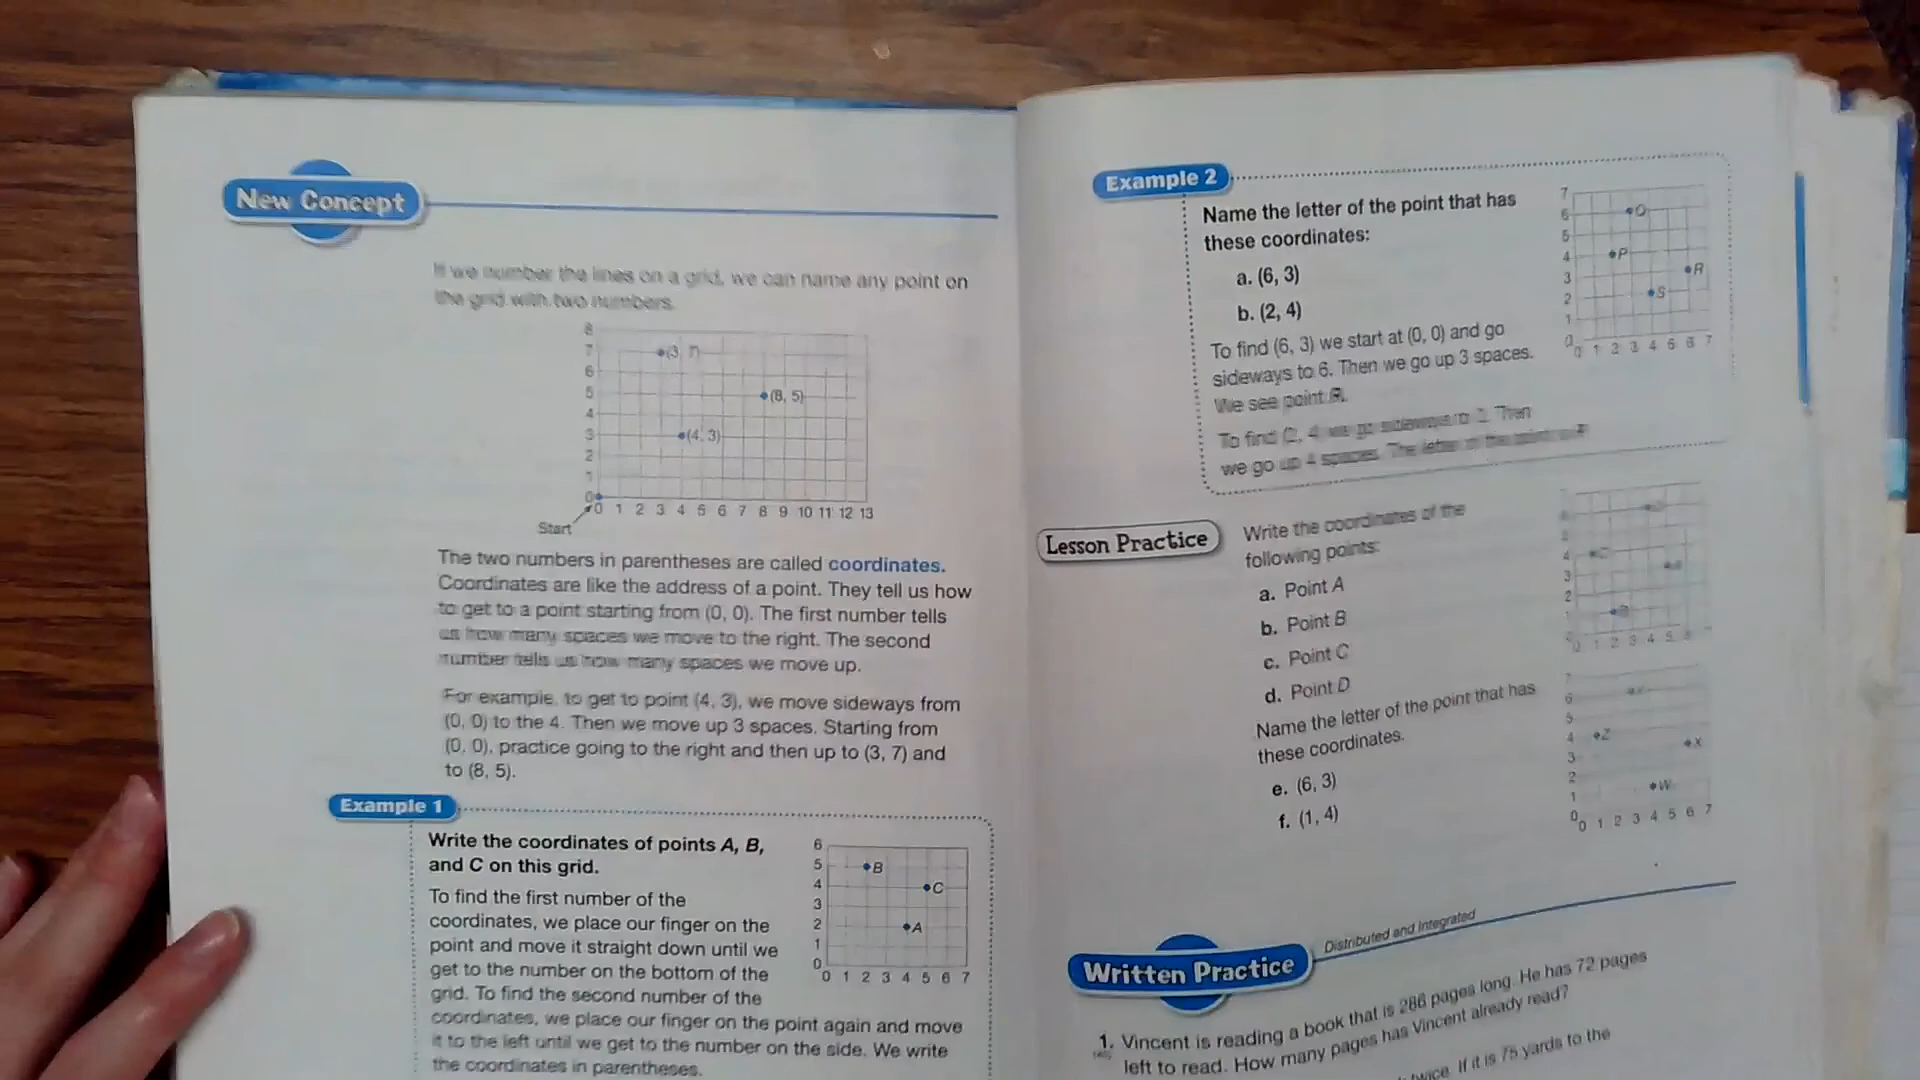 New Concept
If we number the lines on a grid, we can name any point on
the grid with two numbers.
8
7
6
5
4
3
2
1
0
(3, 7)
(8, 5)
(4, 3)
0 1 2 3 4 5 6 7 8 9 10 11 12 13
Start
The two numbers in parentheses are called coordinates.
Coordinates are like the address of a point. They tell us how
to get to a point starting from (0, 0). The first number tells
us how many spaces we move to the right. The second
number tells us how many spaces we move up.
For example, to get to point (4, 3), we move sideways from
(0, 0) to the 4. Then we move up 3 spaces. Starting from
(0, 0), practice going to the right and then up to (3, 7) and
to (8, 5).
Example 1
Write the coordinates of points A, B,
and C on this grid.
To find the first number of the
coordinates, we place our finger on the
point and move it straight down until we
get to the number on the bottom of the
grid. To find the second number of the
coordinates, we place our finger on the point again and move
it to the left until we get to the number on the side. We write
the coordinates in parentheses.
6
5
4
3
2
1
0
B
C
A
0 1 2 3 4 5 6 7
Example 2
Name the letter of the point that has
these coordinates:
a. (6, 3)
b. (2, 4)
To find (6, 3) we start at (0, 0) and go
sideways to 6. Then we go up 3 spaces.
We see point R.
To find (2, 4) we go sideways to 2. Then
we go up 4 spaces. The letter of the point is
7
6
5
4
3
2
1
0
P
R
S
0 1 2 3 4 5 6 7
Lesson Practice
Write the coordinates of the
following points:
a. Point A
b. Point B
c. Point C
d. Point D
4
3
2
1
0 1 2 3 4 5
Name the letter of the point that has
these coordinates.
e. (6, 3)
f. (1, 4)
6
5
4
3
2
1
0
Z
X
W
0 1 2 3 4 5 6 7
Written Practice
Distributed and Integrated
1. Vincent is reading a book that is 286 pages long. He has 72 pages
left to read. How many pages has Vincent already read?
twice. If it is 75 yards to the